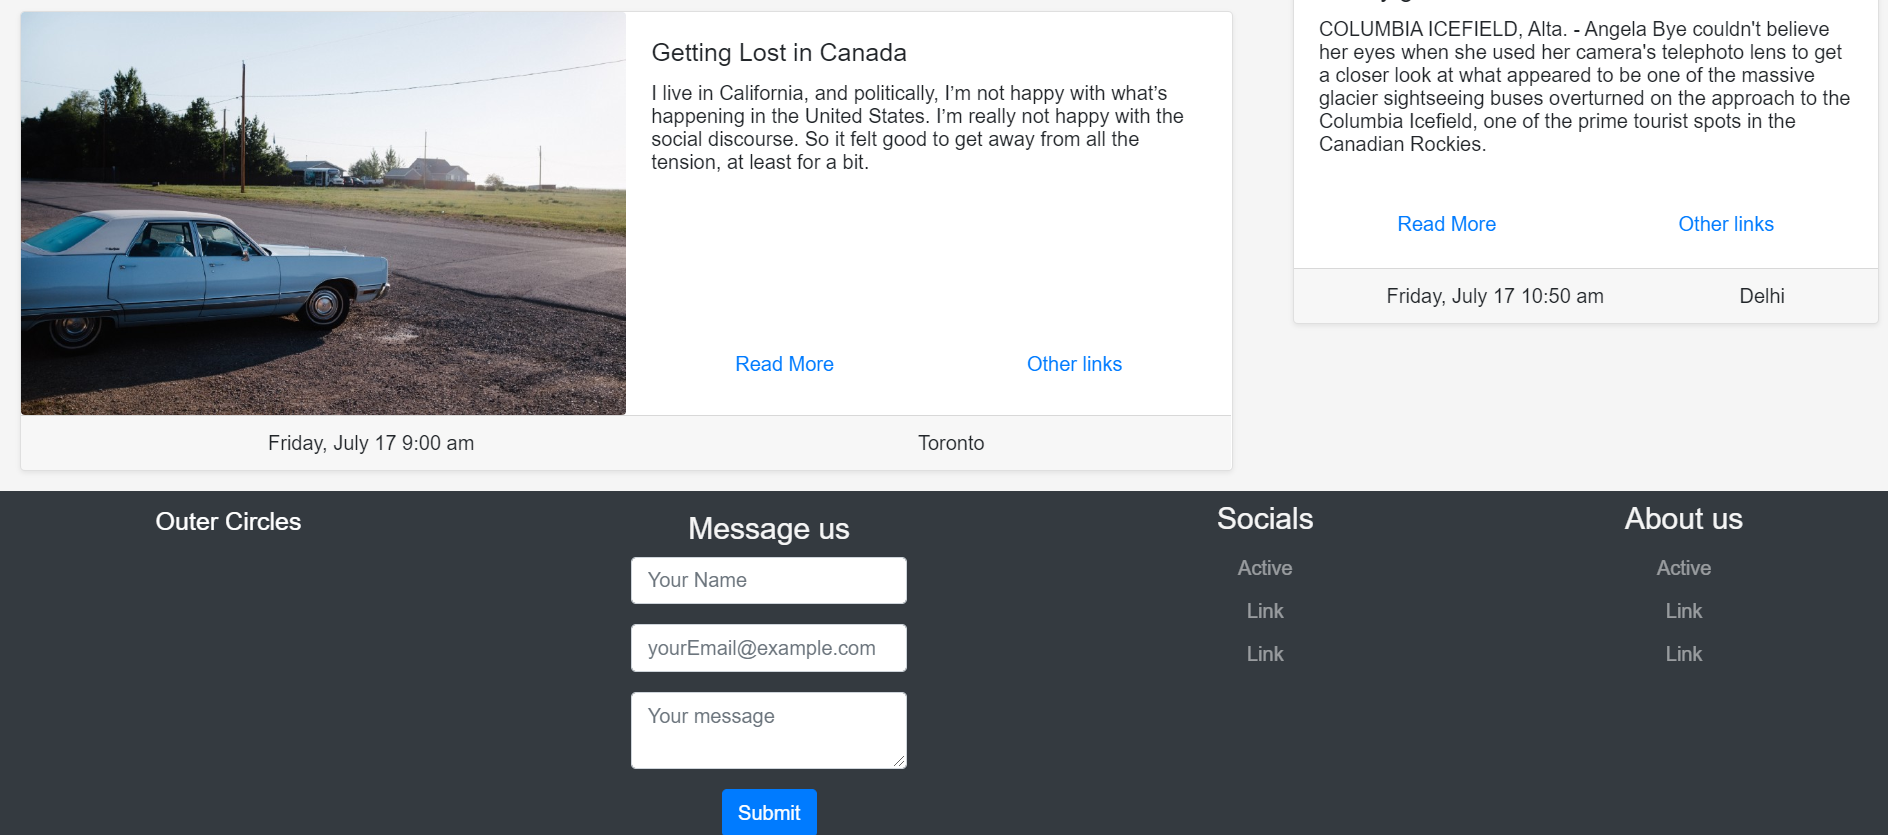 Getting Lost in Canada
I live in California, and politically, I’m not happy with what’s
happening in the United States. I’m really not happy with the
social discourse. So it felt good to get away from all the
tension, at least for a bit.
Read More
Other links
Friday, July 17 9:00 am
Toronto
COLUMBIA ICEFIELD, Alta. - Angela Bye couldn't believe
her eyes when she used her camera's telephoto lens to get
a closer look at what appeared to be one of the massive
glacier sightseeing buses overturned on the approach to the
Columbia Icefield, one of the prime tourist spots in the
Canadian Rockies.
Read More
Other links
Friday, July 17 10:50 am
Delhi
Outer Circles
Message us
Your Name
yourEmail@example.com
Your message
Submit
Socials
Active
Link
Link
About us
Active
Link
Link